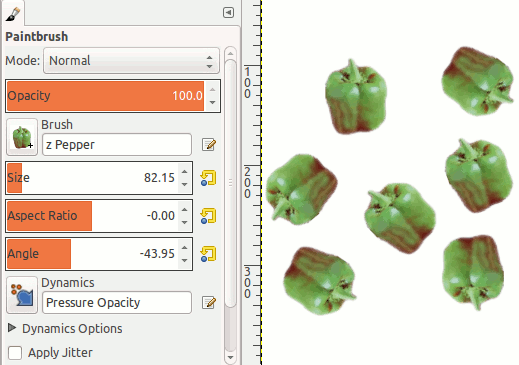 Paintbrush
Mode: Normal
Opacity 100.0
Brush
z Pepper
Size 82.15
Aspect Ratio -0.00
Angle -43.95
Dynamics
Pressure Opacity
Dynamics Options
Apply Jitter
100
200
300